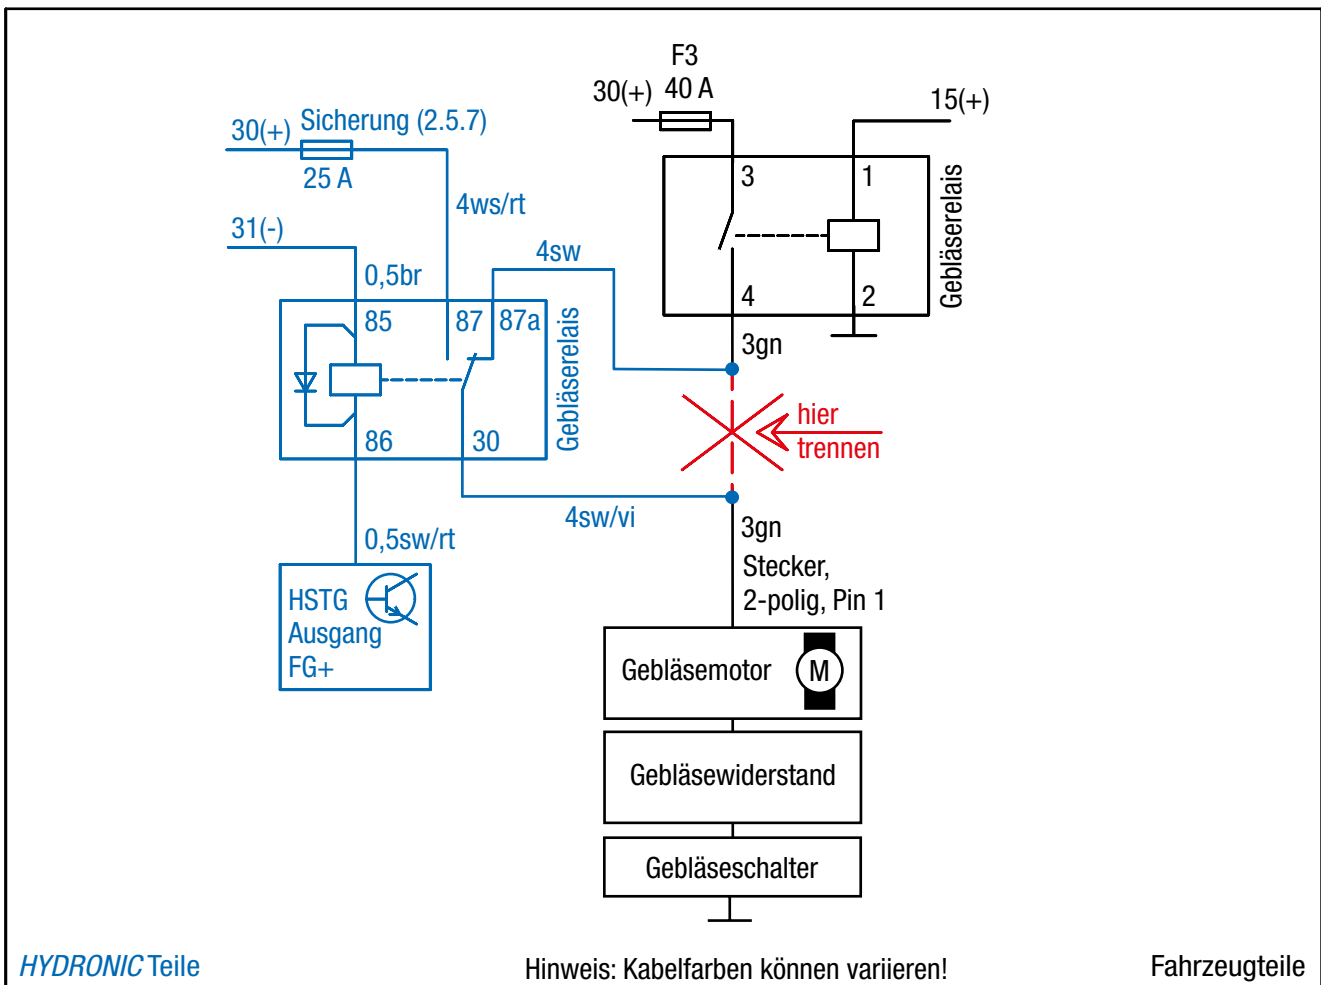 F3
30(+) 40 A
15(+)
30(+) Sicherung (2.5.7)
25 A
3
1
Gebläserelais
4ws/rt
31(-)
4sw
0,5br
4
2
85
87
87a
Gebläserelais
3gn
hier
trennen
86
30
4sw/vi
3gn
0,5sw/rt
Stecker,
2-polig, Pin 1
HSTG
Ausgang
FG+
Gebläsemotor
M
Gebläsewiderstand
Gebläseschalter
HYDRONIC Teile
Hinweis: Kabelfarben können variieren!
Fahrzeugteile